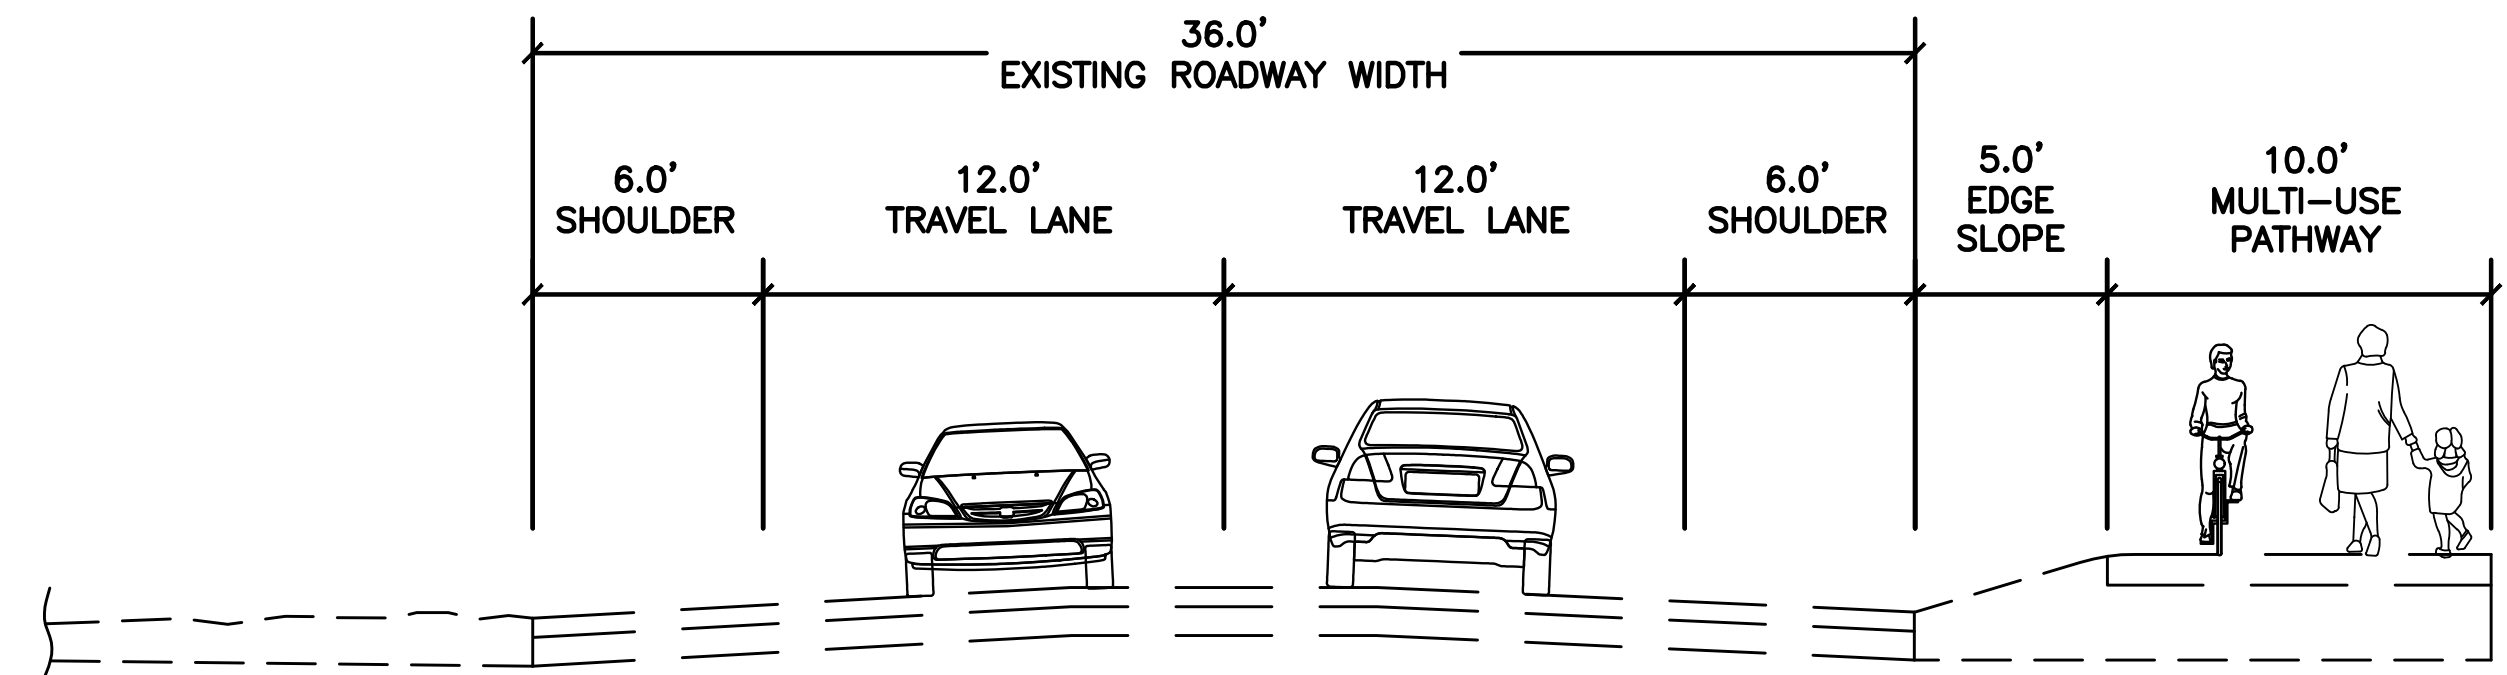 36.0'
EXISTING ROADWAY WIDTH
6.0'
SHOULDER
12.0'
TRAVEL LANE
12.0'
TRAVEL LANE
6.0'
SHOULDER
5.0'
EDGE
SLOPE
10.0'
MULTI-USE
PATHWAY